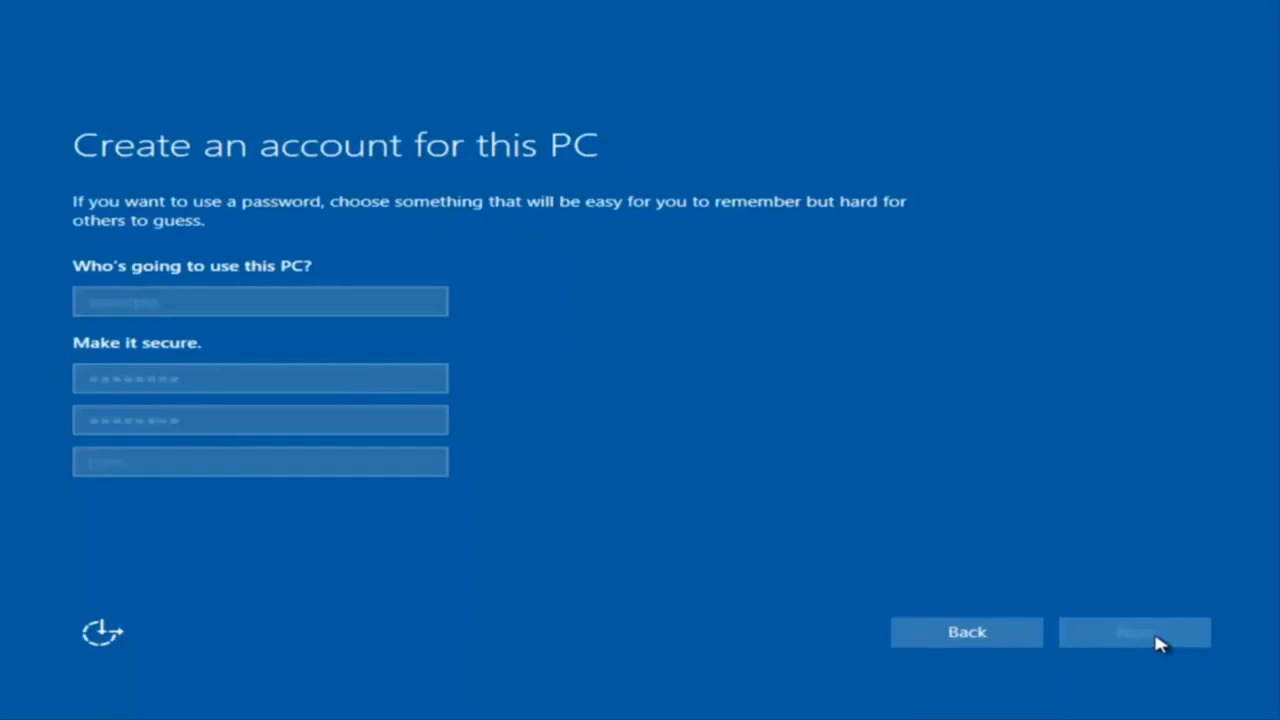 Create an account for this PC
If you want to use a password, choose something that will be easy for you to remember but hard for
others to guess.
Who's going to use this PC?
Make it secure.
Back